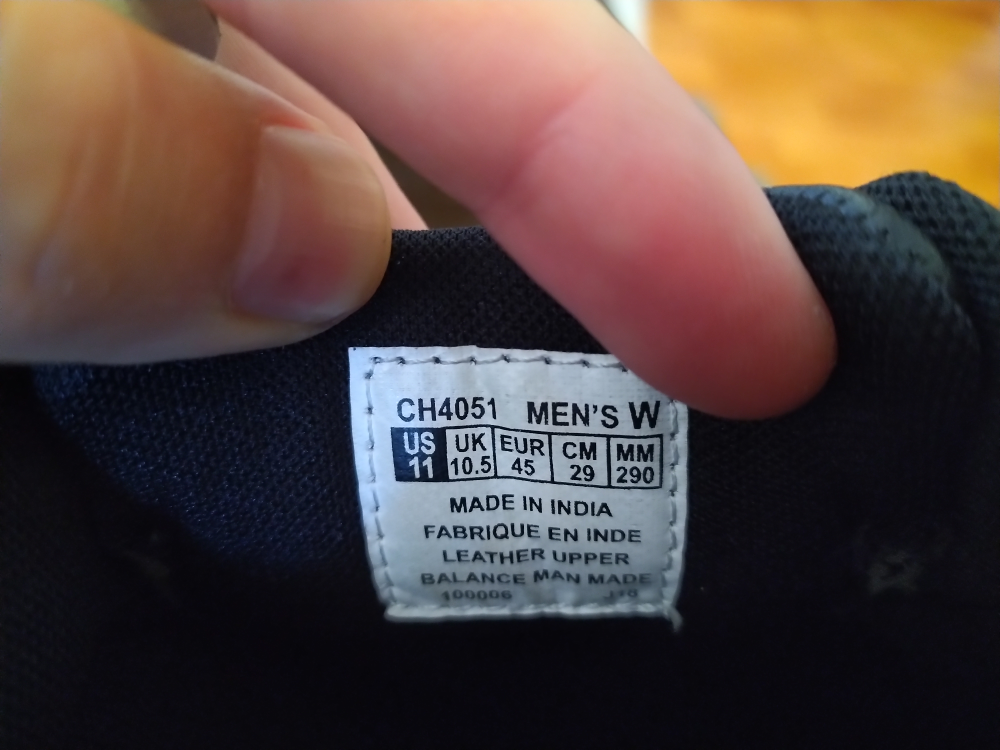 CH4051 MEN'S W
US UK EUR CM MM
11 10.5 45 29 290
MADE IN INDIA
FABRIQUE EN INDE
LEATHER UPPER
BALANCE MAN MADE
100006